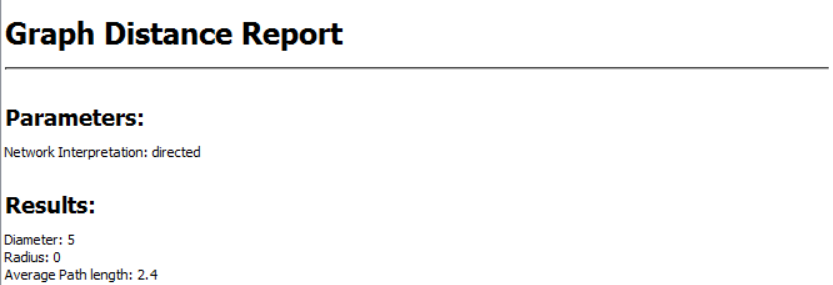 Graph Distance Report
Parameters:
Network Interpretation: directed
Results:
Diameter: 5
Radius: 0
Average Path length: 2.4